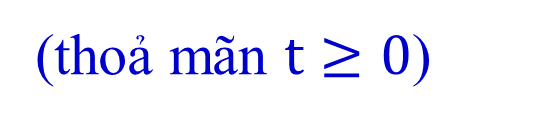 (thoả mãn t ≥ 0)